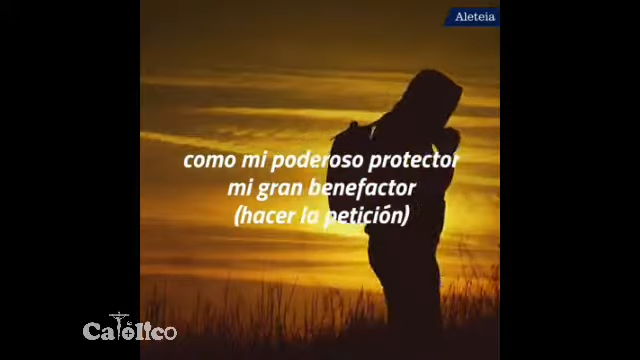 Aleteia
como mi poderoso protector
mi gran benefactor
(hacer la petición)
Católico